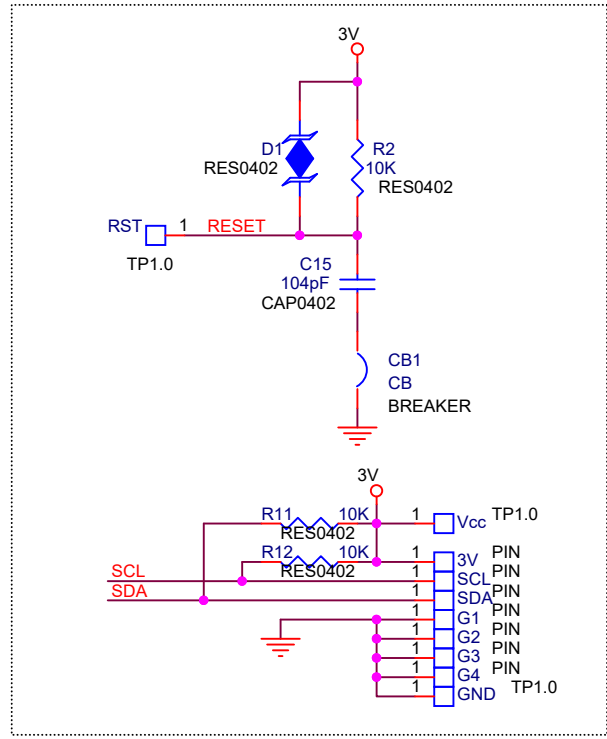 3V
D1
RES0402
R2
10K
RES0402
RST
1
RESET
TP1.0
C15
104pF
CAP0402
CB1
CB
BREAKER
3V
R11
10K
RES0402
1
Vcc
TP1.0
R12
10K
RES0402
1
3V
PIN
SCL
1
SCL
PIN
SDA
1
SDA
PIN
1
G1
PIN
1
G2
PIN
1
G3
PIN
1
G4
PIN
1
GND
TP1.0